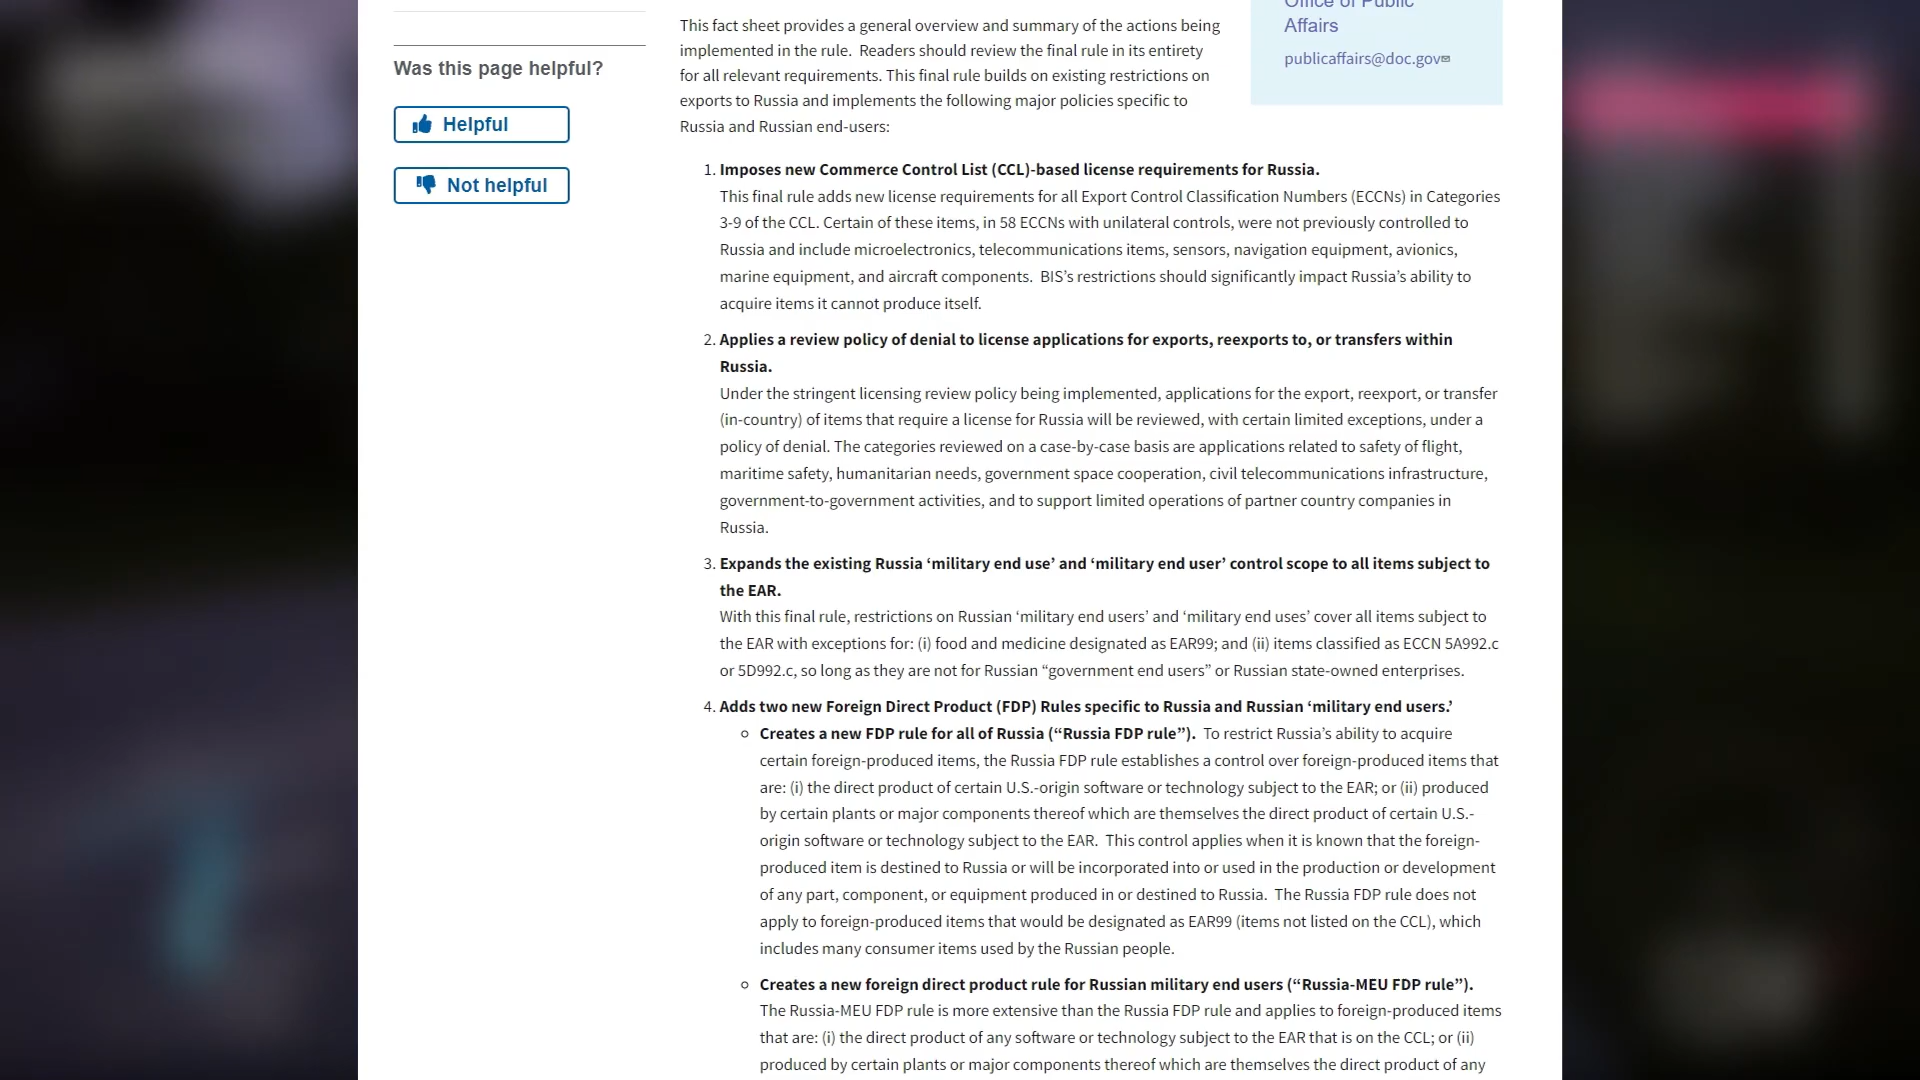 Office of Public
Affairs
publicaffairs@doc.gov
Was this page helpful?
Helpful
Not helpful
This fact sheet provides a general overview and summary of the actions being
implemented in the rule.  Readers should review the final rule in its entirety
for all relevant requirements. This final rule builds on existing restrictions on
exports to Russia and implements the following major policies specific to
Russia and Russian end-users:
1. Imposes new Commerce Control List (CCL)-based license requirements for Russia.
This final rule adds new license requirements for all Export Control Classification Numbers (ECCNs) in Categories
3-9 of the CCL. Certain of these items, in 58 ECCNs with unilateral controls, were not previously controlled to
Russia and include microelectronics, telecommunications items, sensors, navigation equipment, avionics,
marine equipment, and aircraft components.  BIS’s restrictions should significantly impact Russia’s ability to
acquire items it cannot produce itself.
2. Applies a review policy of denial to license applications for exports, reexports to, or transfers within
Russia.
Under the stringent licensing review policy being implemented, applications for the export, reexport, or transfer
(in-country) of items that require a license for Russia will be reviewed, with certain limited exceptions, under a
policy of denial. The categories reviewed on a case-by-case basis are applications related to safety of flight,
maritime safety, humanitarian needs, government space cooperation, civil telecommunications infrastructure,
government-to-government activities, and to support limited operations of partner country companies in
Russia.
3. Expands the existing Russia ‘military end use’ and ‘military end user’ control scope to all items subject to
the EAR.
With this final rule, restrictions on Russian ‘military end users’ and ‘military end uses’ cover all items subject to
the EAR with exceptions for: (i) food and medicine designated as EAR99; and (ii) items classified as ECCN 5A992.c
or 5D992.c, so long as they are not for Russian “government end users” or Russian state-owned enterprises.
4. Adds two new Foreign Direct Product (FDP) Rules specific to Russia and Russian ‘military end users.’
Creates a new FDP rule for all of Russia (“Russia FDP rule”).  To restrict Russia’s ability to acquire
certain foreign-produced items, the Russia FDP rule establishes a control over foreign-produced items that
are: (i) the direct product of certain U.S.-origin software or technology subject to the EAR; or (ii) produced
by certain plants or major components thereof which are themselves the direct product of certain U.S.-
origin software or technology subject to the EAR.  This control applies when it is known that the foreign-
produced item is destined to Russia or will be incorporated into or used in the production or development
of any part, component, or equipment produced in or destined to Russia.  The Russia FDP rule does not
apply to foreign-produced items that would be designated as EAR99 (items not listed on the CCL), which
includes many consumer items used by the Russian people.
Creates a new foreign direct product rule for Russian military end users (“Russia-MEU FDP rule”).
The Russia-MEU FDP rule is more extensive than the Russia FDP rule and applies to foreign-produced items
that are: (i) the direct product of any software or technology subject to the EAR that is on the CCL; or (ii)
produced by certain plants or major components thereof which are themselves the direct product of any